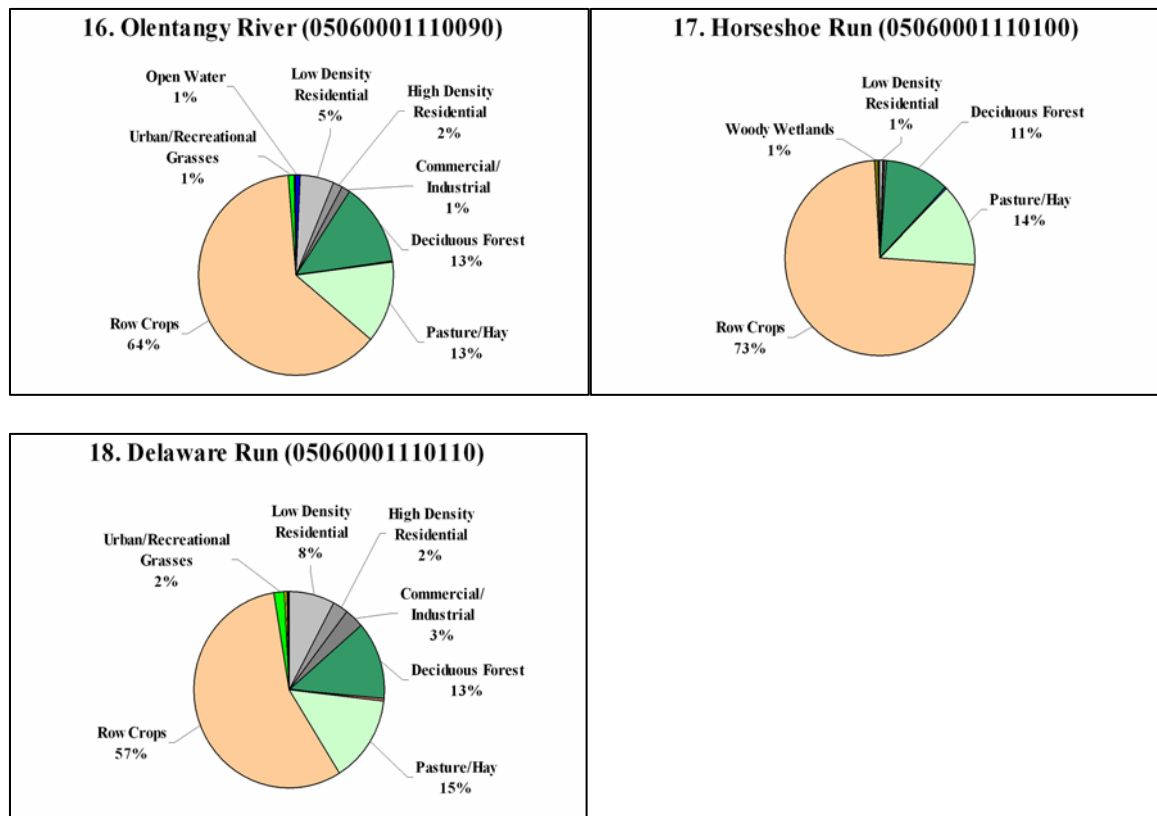 16. Olentangy River (05060001110090)
Open Water
1%
Low Density
Residential
5%
High Density
Residential
2%
Urban/Recreational
Grasses
1%
Commercial/
Industrial
1%
Deciduous Forest
13%
Row Crops
64%
Pasture/Hay
13%
17. Horseshoe Run (05060001110100)
Low Density
Residential
1%
Deciduous Forest
11%
Woody Wetlands
1%
Pasture/Hay
14%
Row Crops
73%
18. Delaware Run (05060001110110)
Low Density
Residential
8%
High Density
Residential
2%
Urban/Recreational
Grasses
2%
Commercial/
Industrial
3%
Deciduous Forest
13%
Row Crops
57%
Pasture/Hay
15%